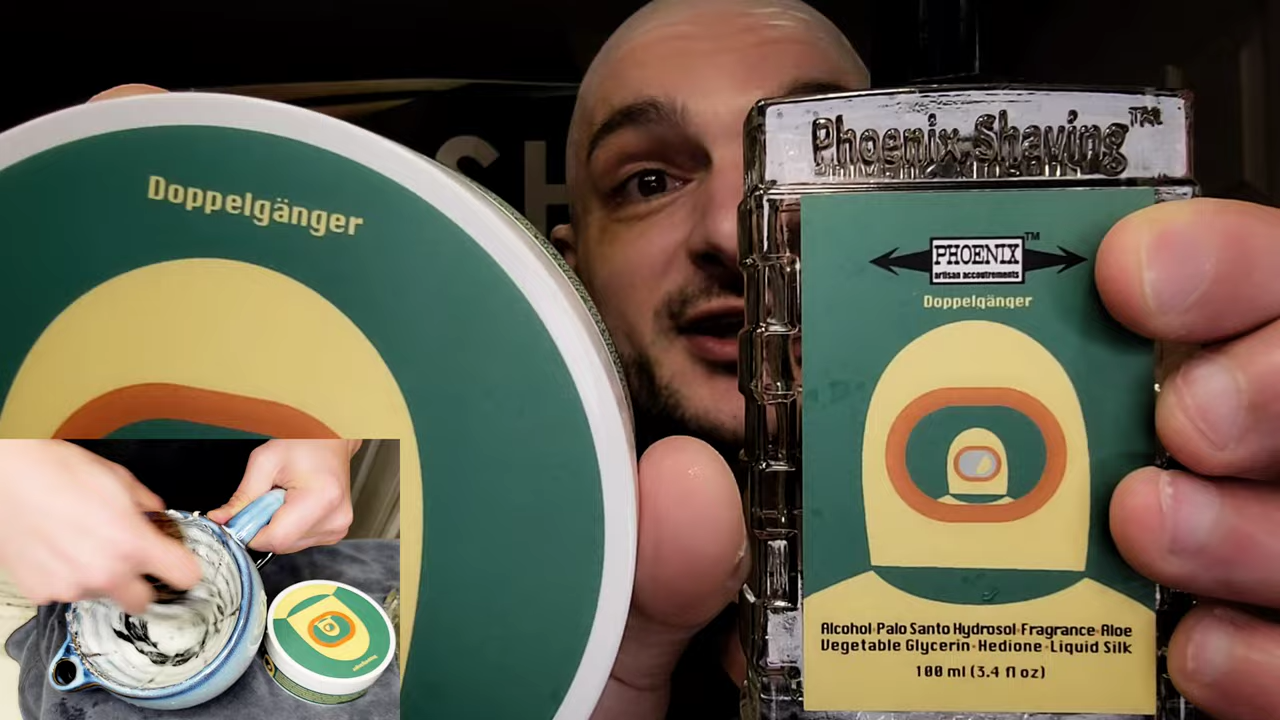 Doppelgänger
SH
Phoenix Shaving™
PHOENIX™
artisan accoutrements
Doppelgänger
Alcohol·Palo Santo Hydrosol·Fragrance·Aloe
Vegetable Glycerin·Hedione·Liquid Silk
100 ml (3.4 fl oz)